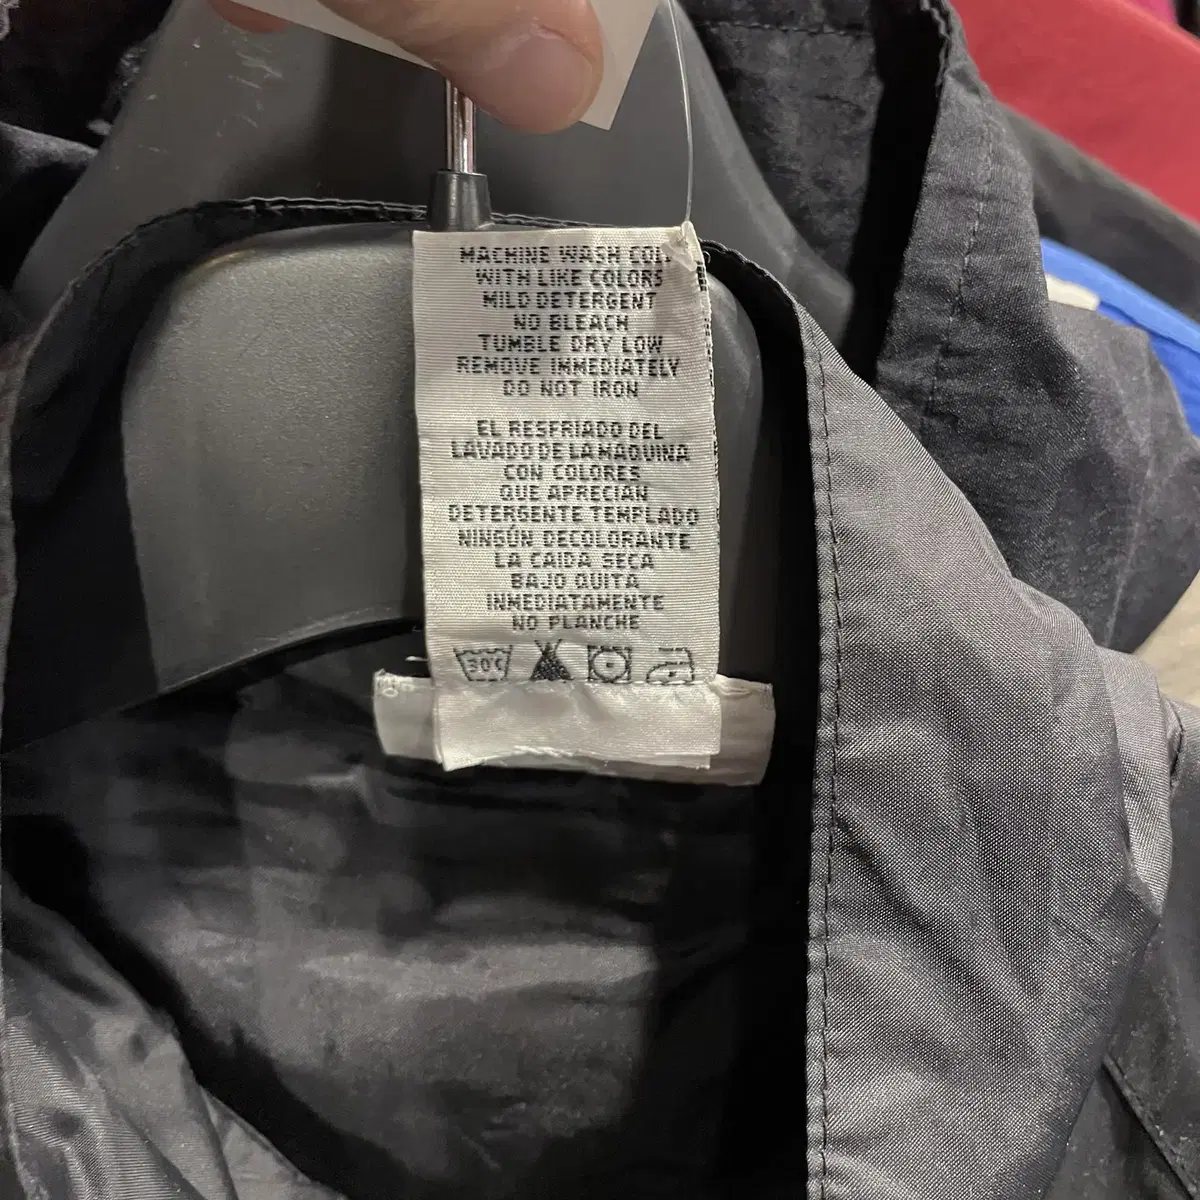 MACHINE WASH COL
WITH LIKE COLORS
MILD DETERGENT
NO BLEACH
TUMBLE DRY LOW
REMOVE IMMEDIATELY
DO NOT IRON
EL RESFRIADO DEL
LAVADO DE LA MAQUINA
CON COLORES
QUE APRECIAN
DETERGENTE TEMPLADO
NINGÚN DECOLORANTE
LA CAIDA SECA
BAJO QUITA
INMEDIATAMENTE
NO PLANCHE
30C